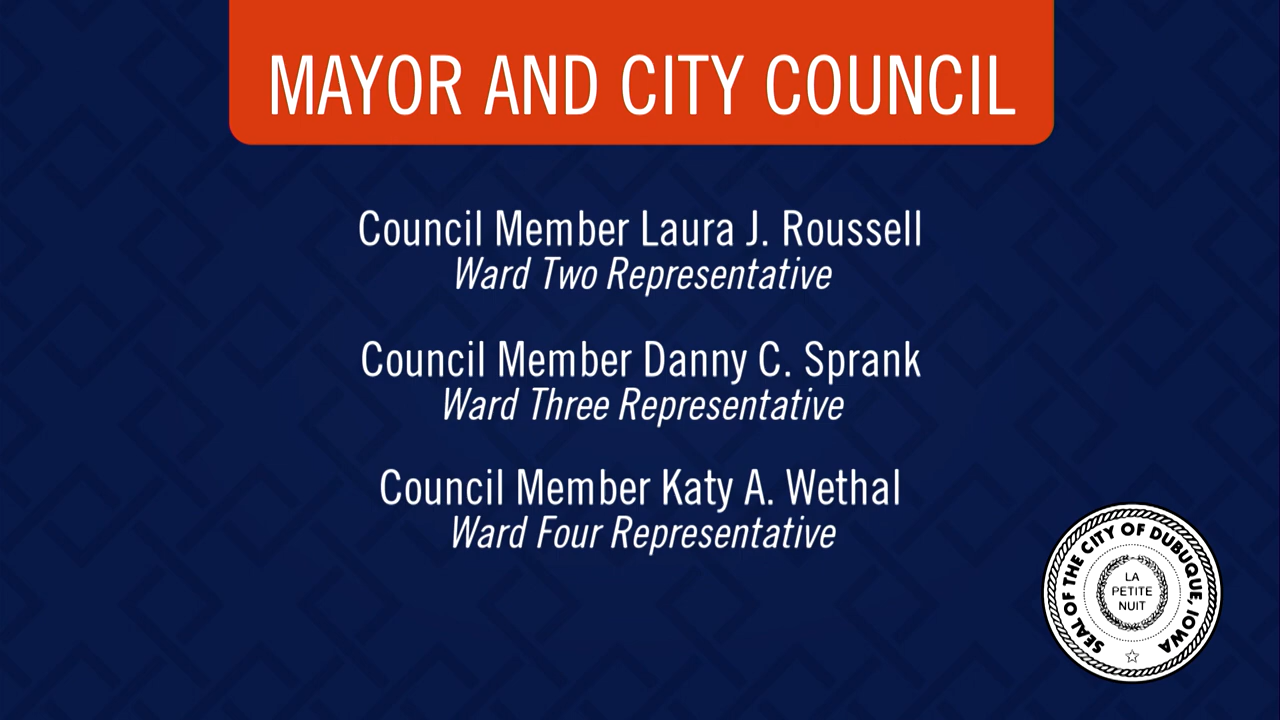 MAYOR AND CITY COUNCIL
Council Member Laura J. Roussell
Ward Two Representative
Council Member Danny C. Sprank
Ward Three Representative
Council Member Katy A. Wethal
Ward Four Representative
SEAL OF THE CITY OF DUBUQUE, IOWA
LA
PETITE
NUIT